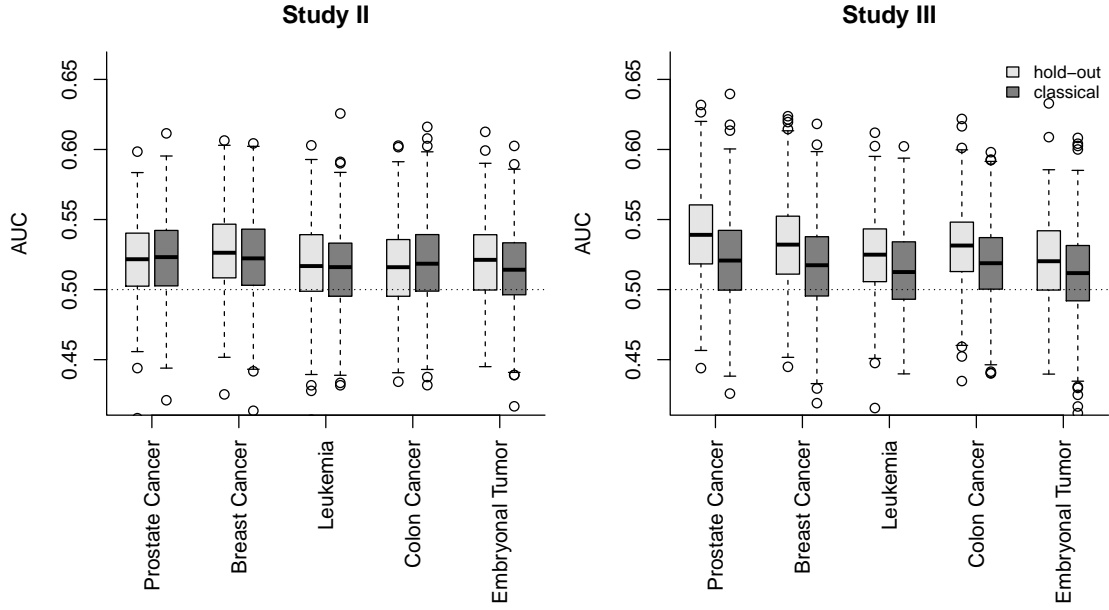 Study II
AUC
0.65
0.60
0.55
0.50
0.45
Prostate Cancer
Breast Cancer
Leukemia
Colon Cancer
Embryonal Tumor
Study III
AUC
0.65
0.60
0.55
0.50
0.45
hold−out
classical
Prostate Cancer
Breast Cancer
Leukemia
Colon Cancer
Embryonal Tumor